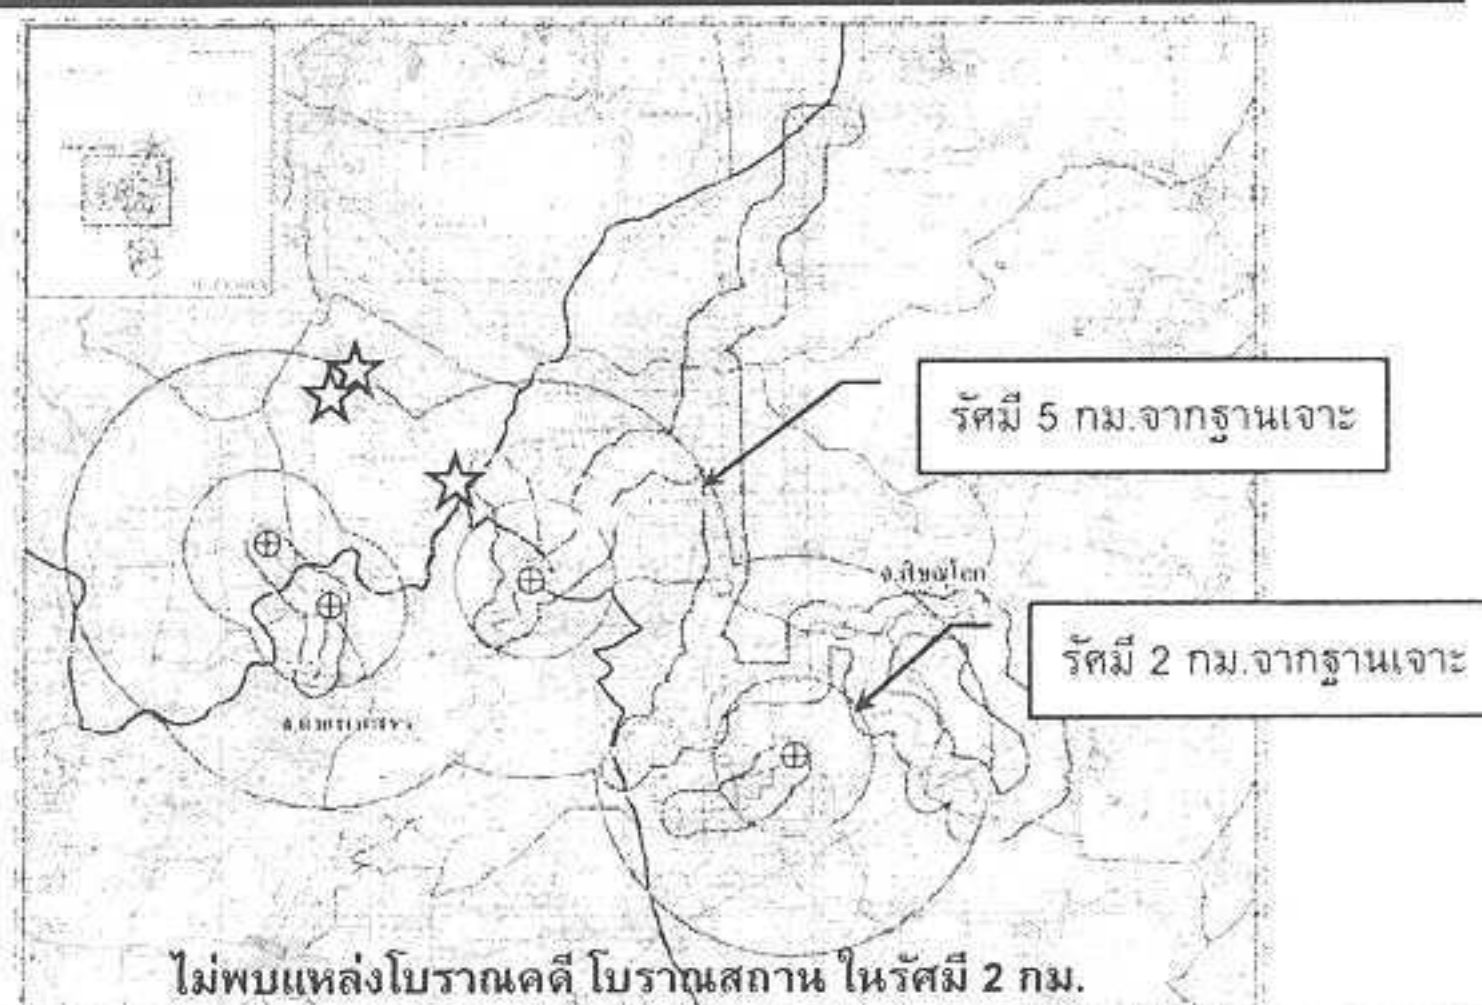 รัศมี 5 กม.จากฐานเจาะ
จ.พิษณุโลก
รัศมี 2 กม.จากฐานเจาะ
ไม่พบแหล่งโบราณคดี โบราณสถาน ในรัศมี 2 กม.